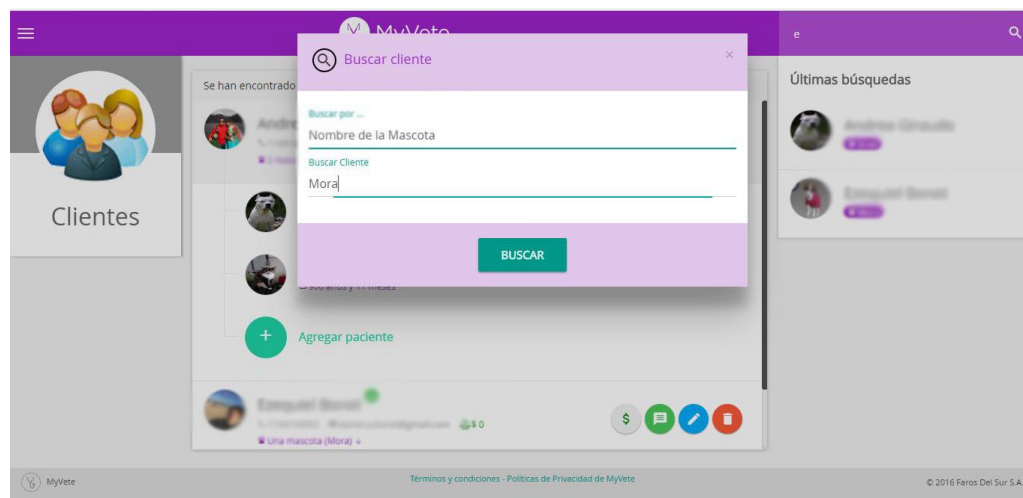 MyVete
e
Buscar cliente
×
Últimas búsquedas
Se han encontrado
Buscar por ...
Nombre de la Mascota
Buscar Cliente
Mora
Clientes
BUSCAR
Agregar paciente
$ 0
$
Una mascota (Mora)
MyVete
Términos y condiciones - Políticas de Privacidad de MyVete
© 2016 Faros Del Sur S.A.